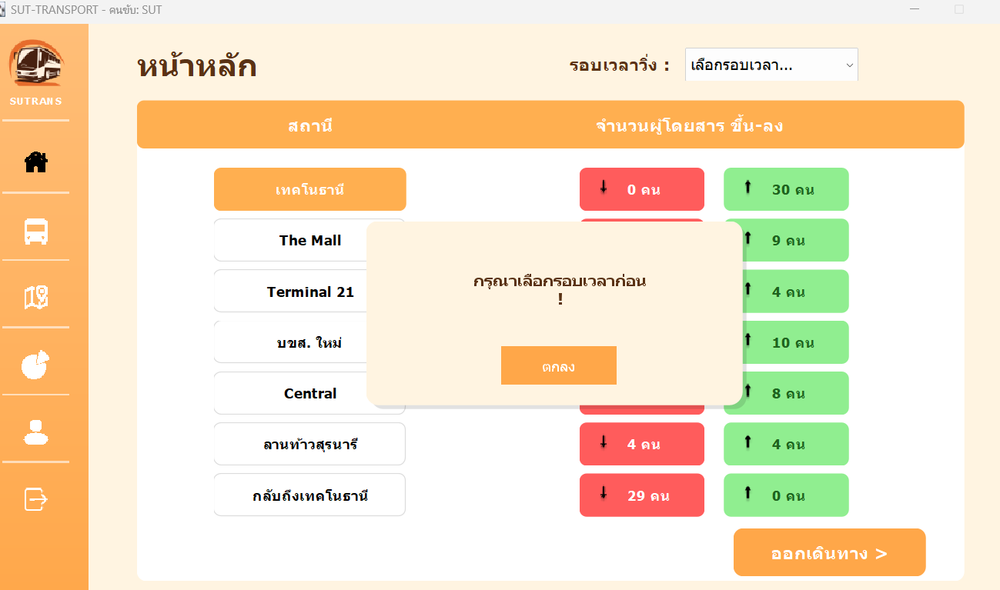 SUT-TRANSPORT - คนขับ: SUT
SUTRANS
หน้าหลัก
รอบเวลาวิ่ง :
เลือกรอบเวลา...
สถานี
จำนวนผู้โดยสาร ขึ้น-ลง
เทคโนธานี
0 คน
30 คน
The Mall
9 คน
Terminal 21
4 คน
บขส. ใหม่
10 คน
Central
8 คน
ลานท้าวสุรนารี
4 คน
4 คน
กลับถึงเทคโนธานี
29 คน
0 คน
กรุณาเลือกรอบเวลาก่อน
!
ตกลง
ออกเดินทาง >